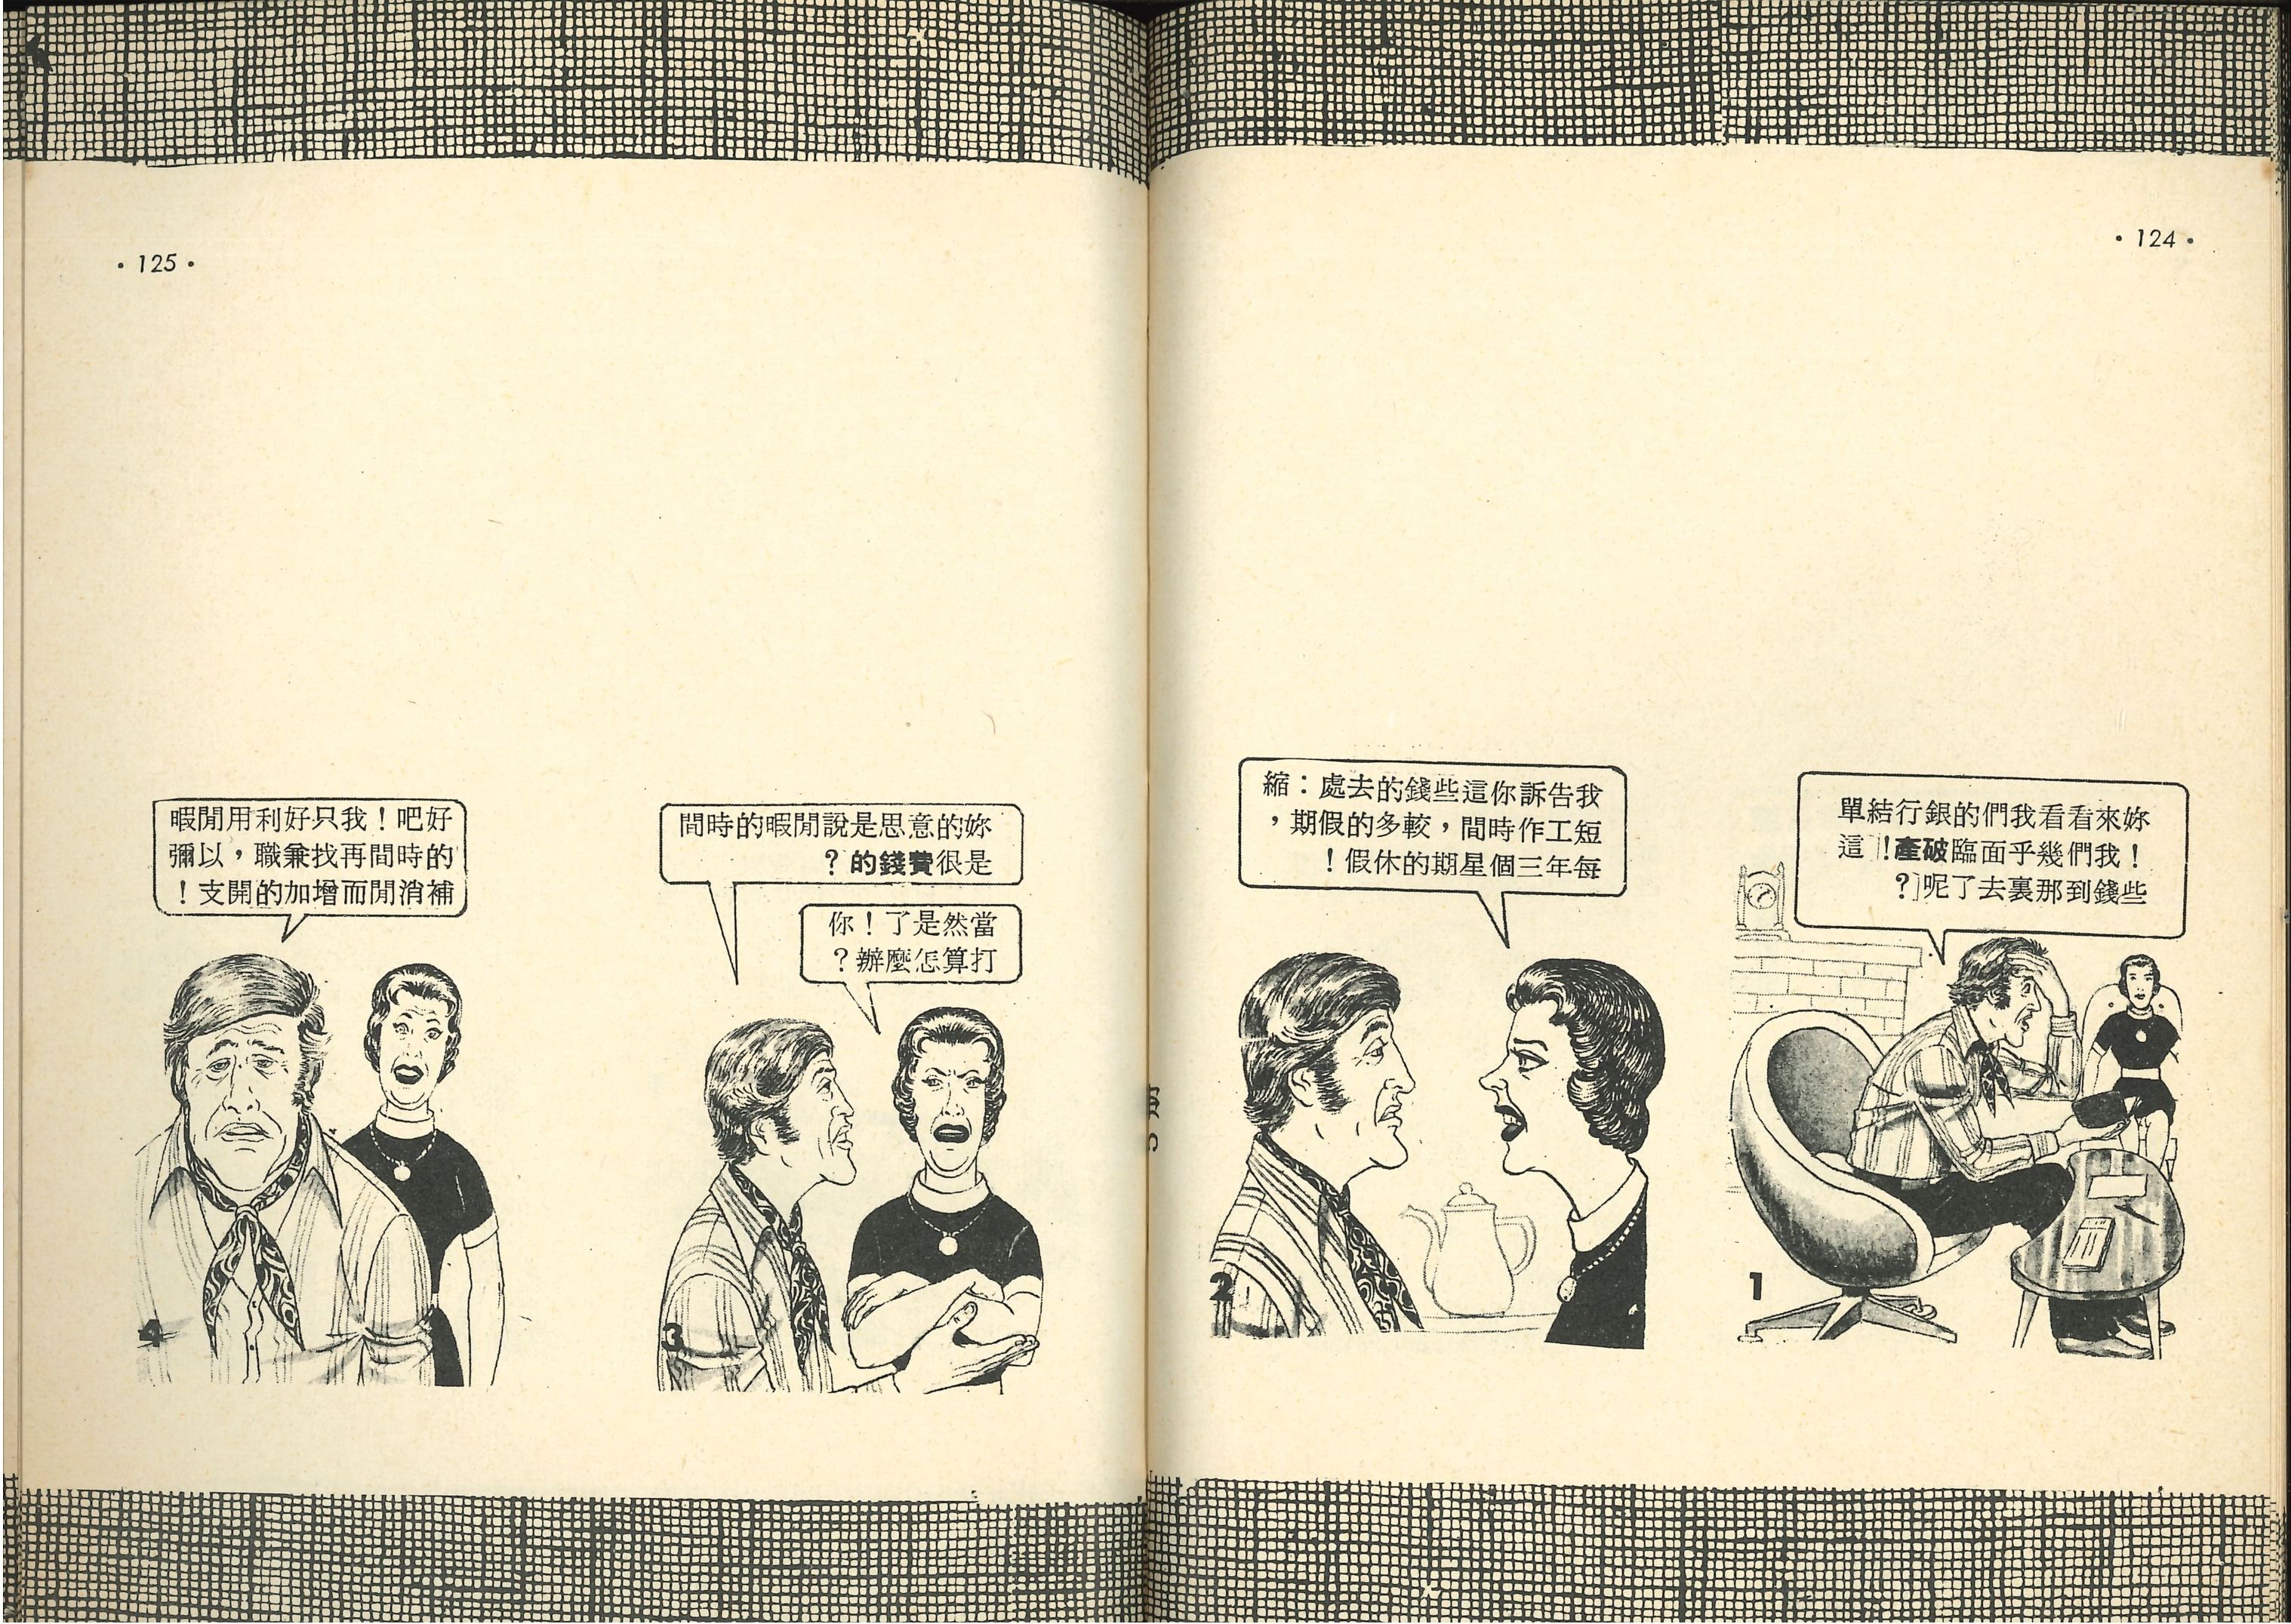 ·124·
妳來看看我們的銀行結單
！我們幾乎面臨破產！！這
些錢到那裏去了呢？
1
我告訴你這些錢的去處：縮
短工作時間，較多的假期，
每年三個星期的休假！
2
·125·
妳的意思是說閒暇的時間
是很費錢的？
當然是了！你
打算怎麼辦？
3
好吧！我只好利用閒暇
的時間再找兼職，以彌
補消閒而增加的開支！
4